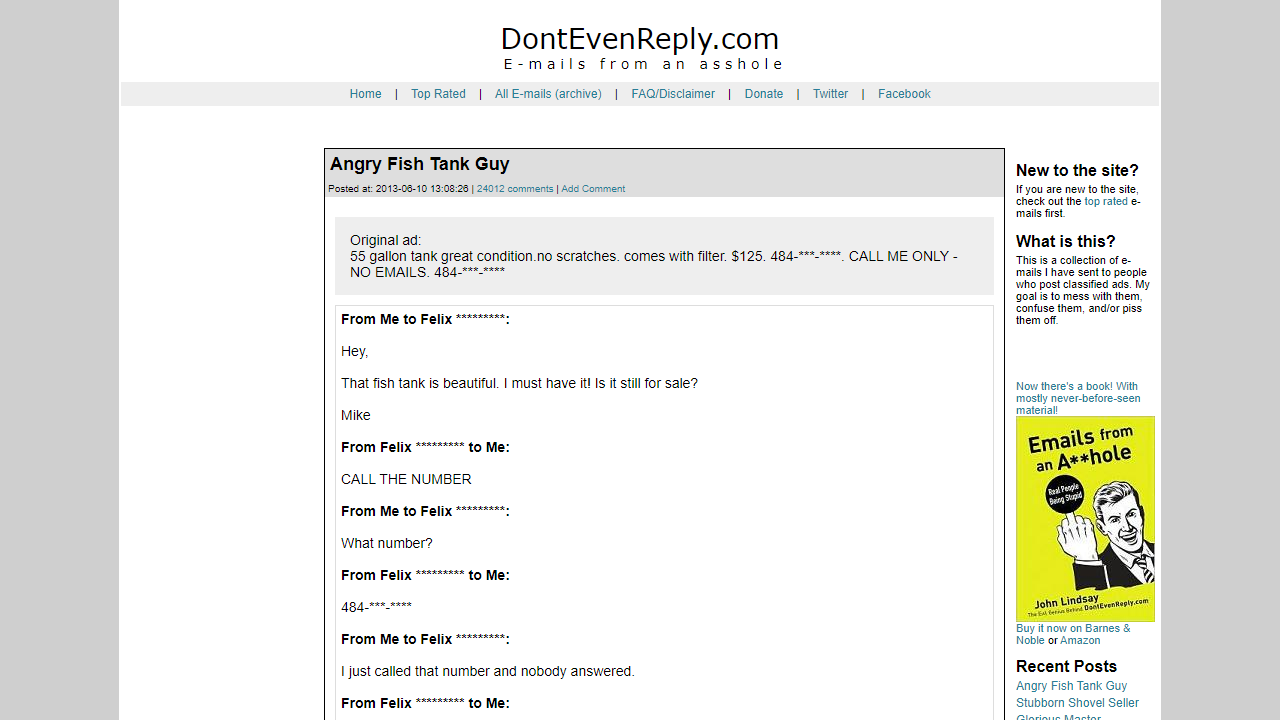 DontEvenReply.com
E-mails from an asshole
Home | Top Rated | All E-mails (archive) | FAQ/Disclaimer | Donate | Twitter | Facebook
Angry Fish Tank Guy
Posted at: 2013-06-10 13:08:26 | 24012 comments | Add Comment
Original ad:
55 gallon tank great condition.no scratches. comes with filter. $125. 484-***-****. CALL ME ONLY -
NO EMAILS. 484-***-****
From Me to Felix *********:
Hey,
That fish tank is beautiful. I must have it! Is it still for sale?
Mike
From Felix ********* to Me:
CALL THE NUMBER
From Me to Felix *********:
What number?
From Felix ********* to Me:
484-***-****
From Me to Felix *********:
I just called that number and nobody answered.
From Felix ********* to Me:
New to the site?
If you are new to the site,
check out the top rated e-
mails first.
What is this?
This is a collection of e-
mails I have sent to people
who post classified ads. My
goal is to mess with them,
confuse them, and/or piss
them off.
Now there's a book! With
mostly never-before-seen
material!
Emails from
an A**hole
Real People
Being Stupid
John Lindsay
The Evil Genius Behind DontEvenReply.com
Buy it now on Barnes &
Noble or Amazon
Recent Posts
Angry Fish Tank Guy
Stubborn Shovel Seller
Glorious Master